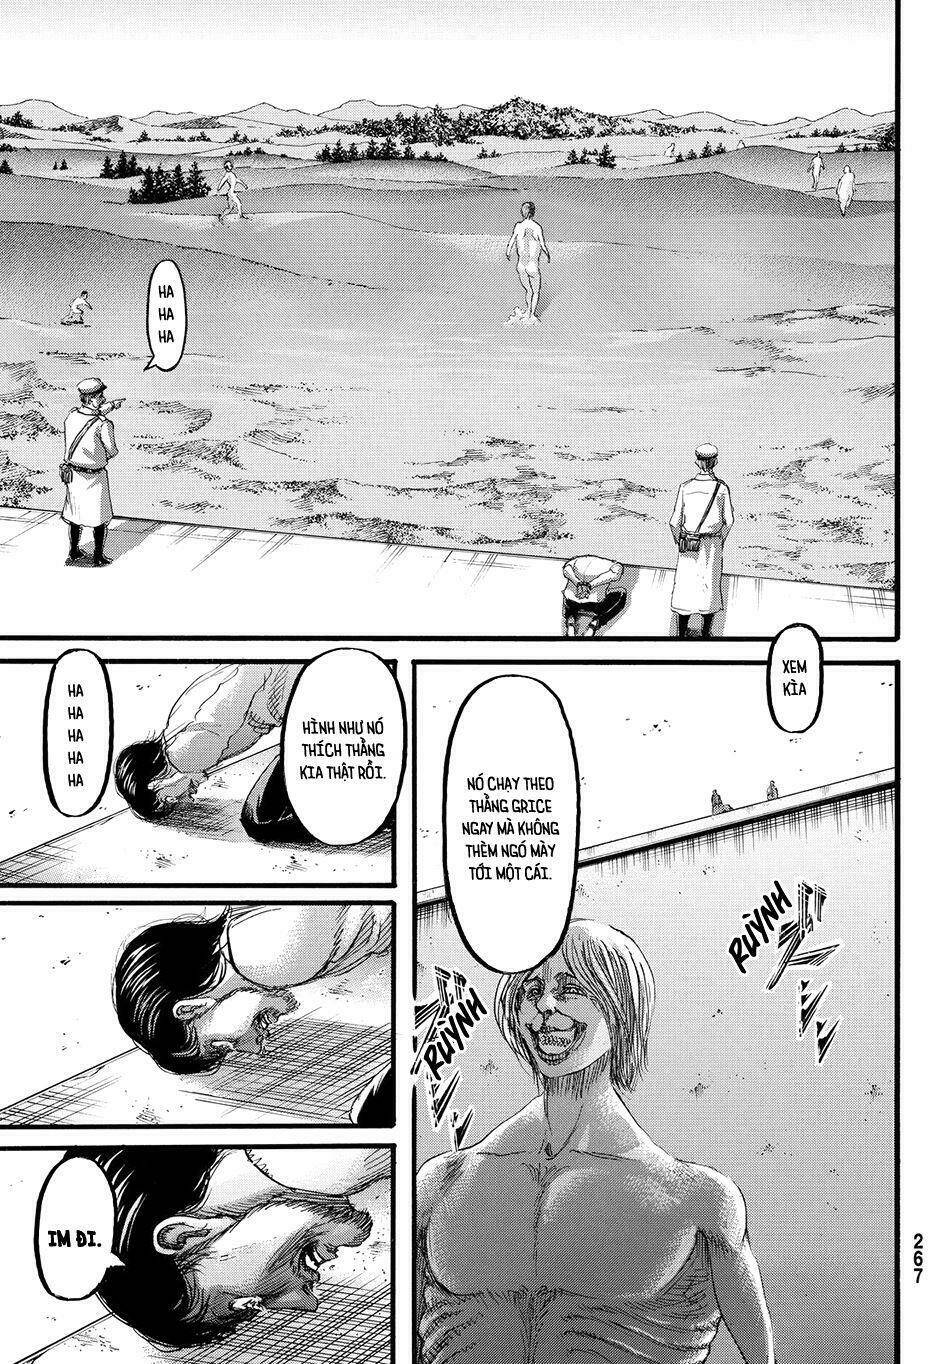 HA
HA
HA
XEM
KÌA
NÓ CHẠY THEO
THẰNG GRICE
NGAY MÀ KHÔNG
THÈM NGÓ MÀY
TỚI MỘT CÁI.
RUỲNH
RUỲNH
HÌNH NHƯ NÓ
THÍCH THẰNG
KIA THẬT RỒI.
HA
HA
HA
HA
HA
IM ĐI.
267